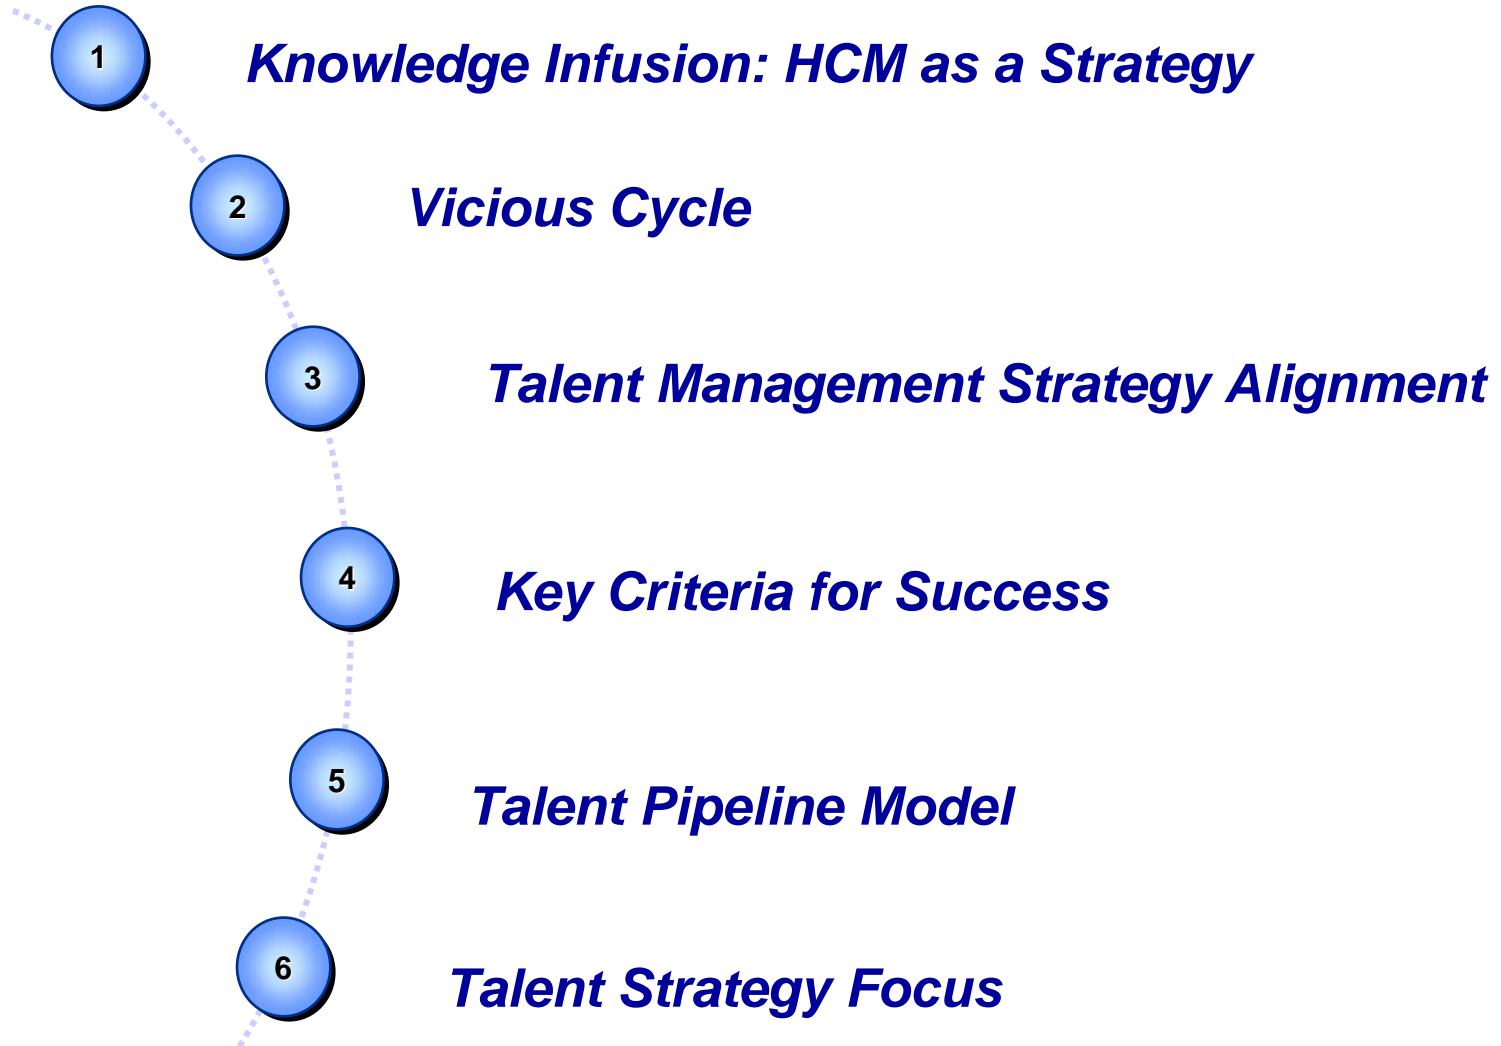 1 Knowledge Infusion: HCM as a Strategy
2 Vicious Cycle
3 Talent Management Strategy Alignment
4 Key Criteria for Success
5 Talent Pipeline Model
6 Talent Strategy Focus